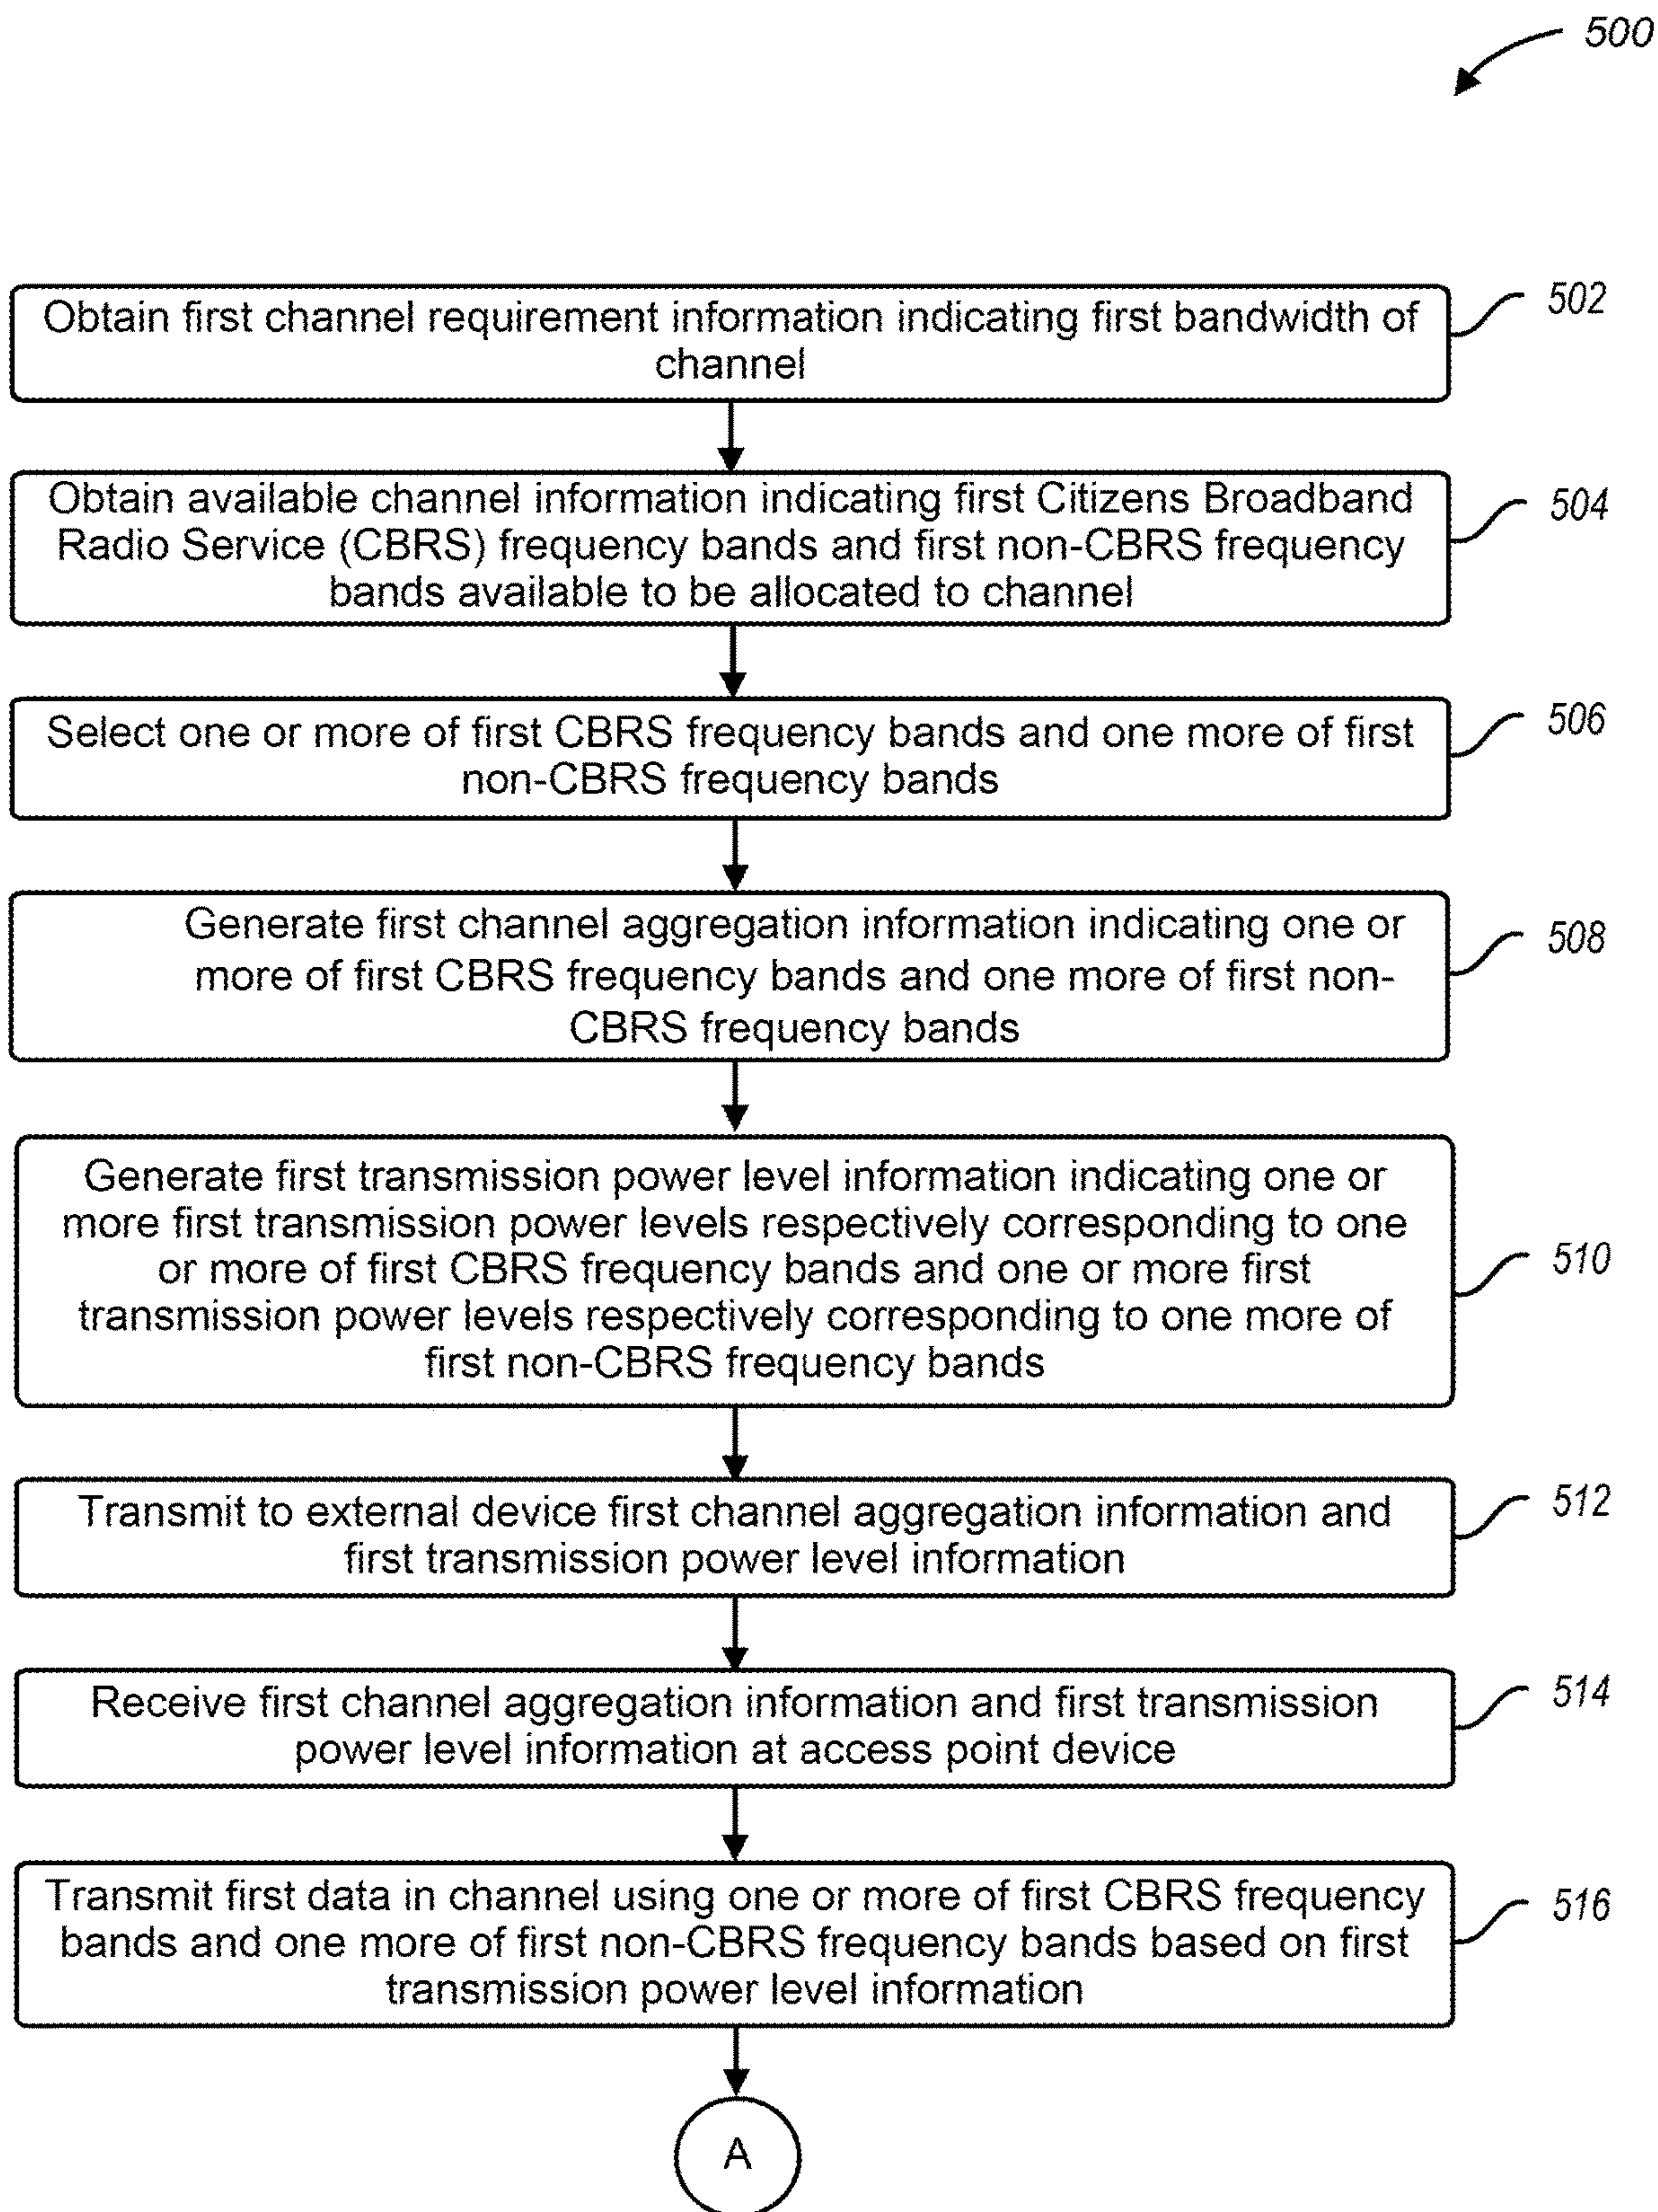 500
Obtain first channel requirement information indicating first bandwidth of
channel
502
Obtain available channel information indicating first Citizens Broadband
Radio Service (CBRS) frequency bands and first non-CBRS frequency
bands available to be allocated to channel
504
Select one or more of first CBRS frequency bands and one more of first
non-CBRS frequency bands
506
Generate first channel aggregation information indicating one or
more of first CBRS frequency bands and one more of first non-
CBRS frequency bands
508
Generate first transmission power level information indicating one or
more first transmission power levels respectively corresponding to one
or more of first CBRS frequency bands and one or more first
transmission power levels respectively corresponding to one more of
first non-CBRS frequency bands
510
Transmit to external device first channel aggregation information and
first transmission power level information
512
Receive first channel aggregation information and first transmission
power level information at access point device
514
Transmit first data in channel using one or more of first CBRS frequency
bands and one more of first non-CBRS frequency bands based on first
transmission power level information
516
A